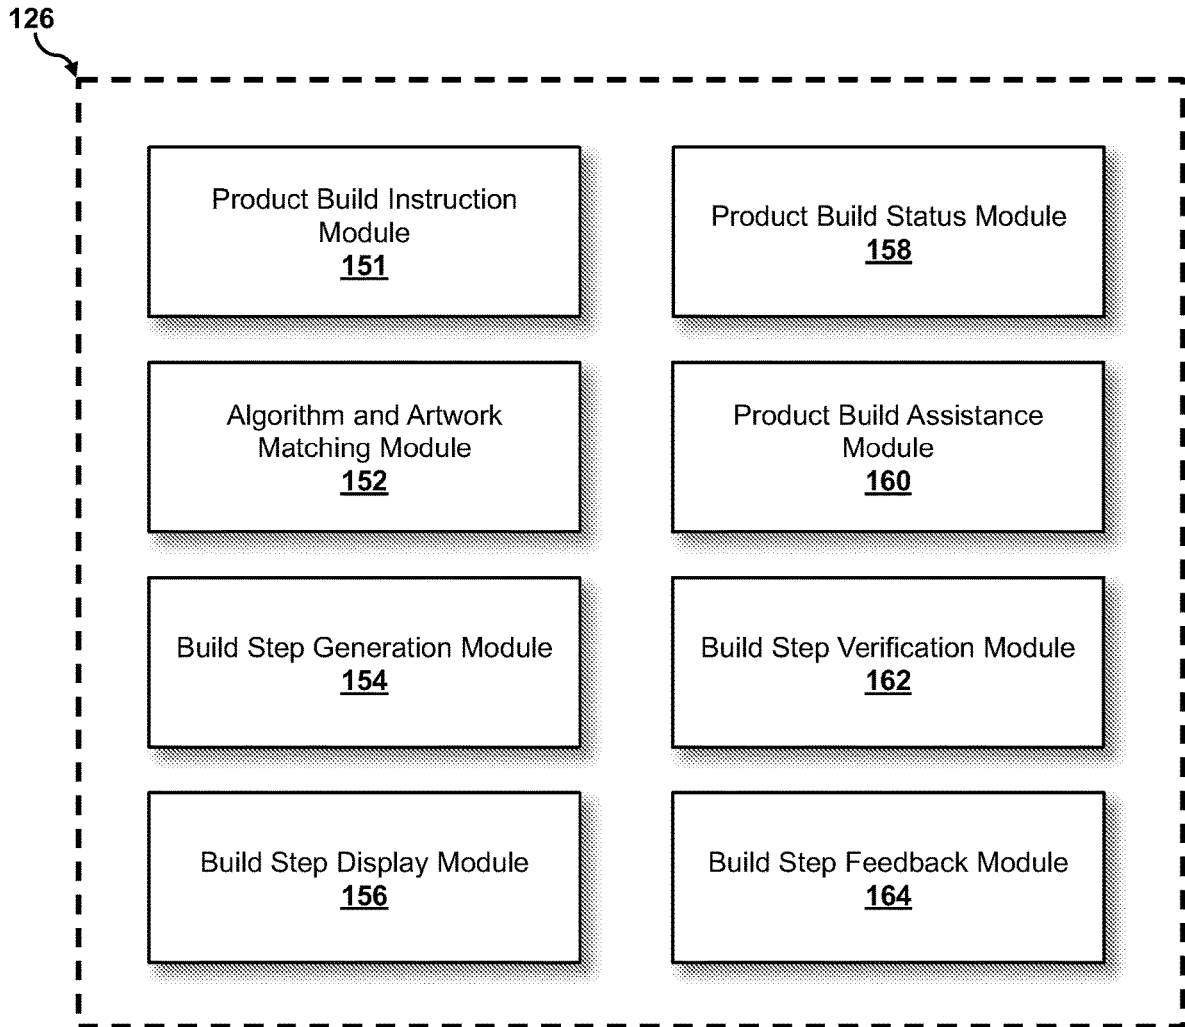 126
Product Build Instruction
Module
151
Product Build Status Module
158
Algorithm and Artwork
Matching Module
152
Product Build Assistance
Module
160
Build Step Generation Module
154
Build Step Verification Module
162
Build Step Display Module
156
Build Step Feedback Module
164